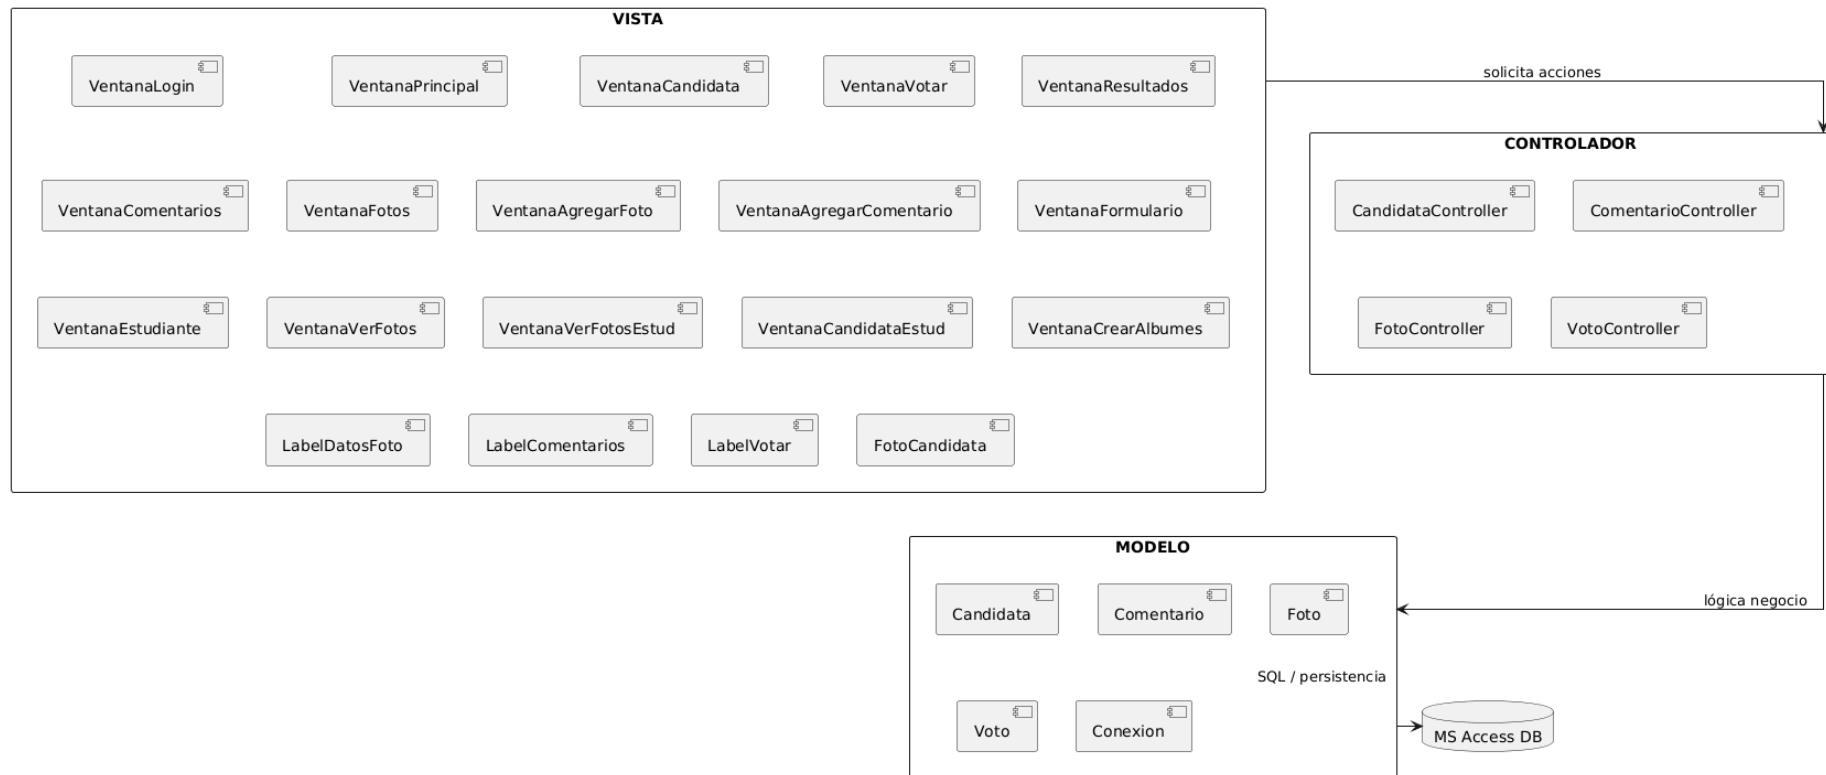 VISTA
VentanaLogin
VentanaPrincipal
VentanaCandidata
VentanaVotar
VentanaResultados
VentanaComentarios
VentanaFotos
VentanaAgregarFoto
VentanaAgregarComentario
VentanaFormulario
VentanaEstudiante
VentanaVerFotos
VentanaVerFotosEstud
VentanaCandidataEstud
VentanaCrearAlbumes
LabelDatosFoto
LabelComentarios
LabelVotar
FotoCandidata
solicita acciones
CONTROLADOR
CandidataController
ComentarioController
FotoController
VotoController
lógica negocio
MODELO
Candidata
Comentario
Foto
SQL / persistencia
Voto
Conexion
MS Access DB